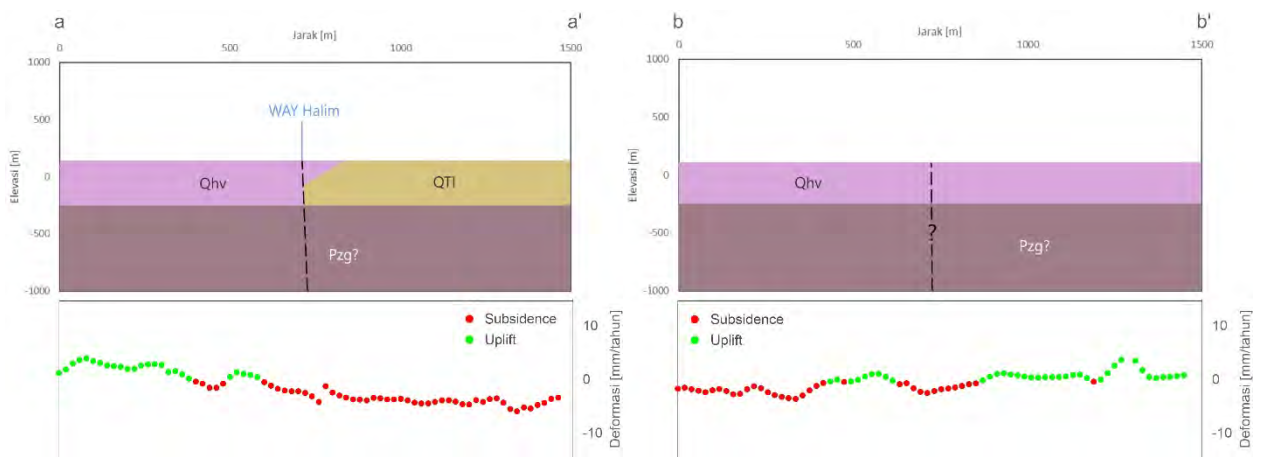 a a'
Jarak [m]
0 500 1000 1500
1000
500
0
-500
-1000
Elevasi [m]
WAY Halim
Qhv
QTl
Pzg?
Subsidence
Uplift
10
0
-10
Deformasi [mm/tahun]
b b'
Jarak [m]
0 500 1000 1500
1000
500
0
-500
-1000
Elevasi [m]
Qhv
?
Pzg?
Subsidence
Uplift
10
0
-10
Deformasi [mm/tahun]